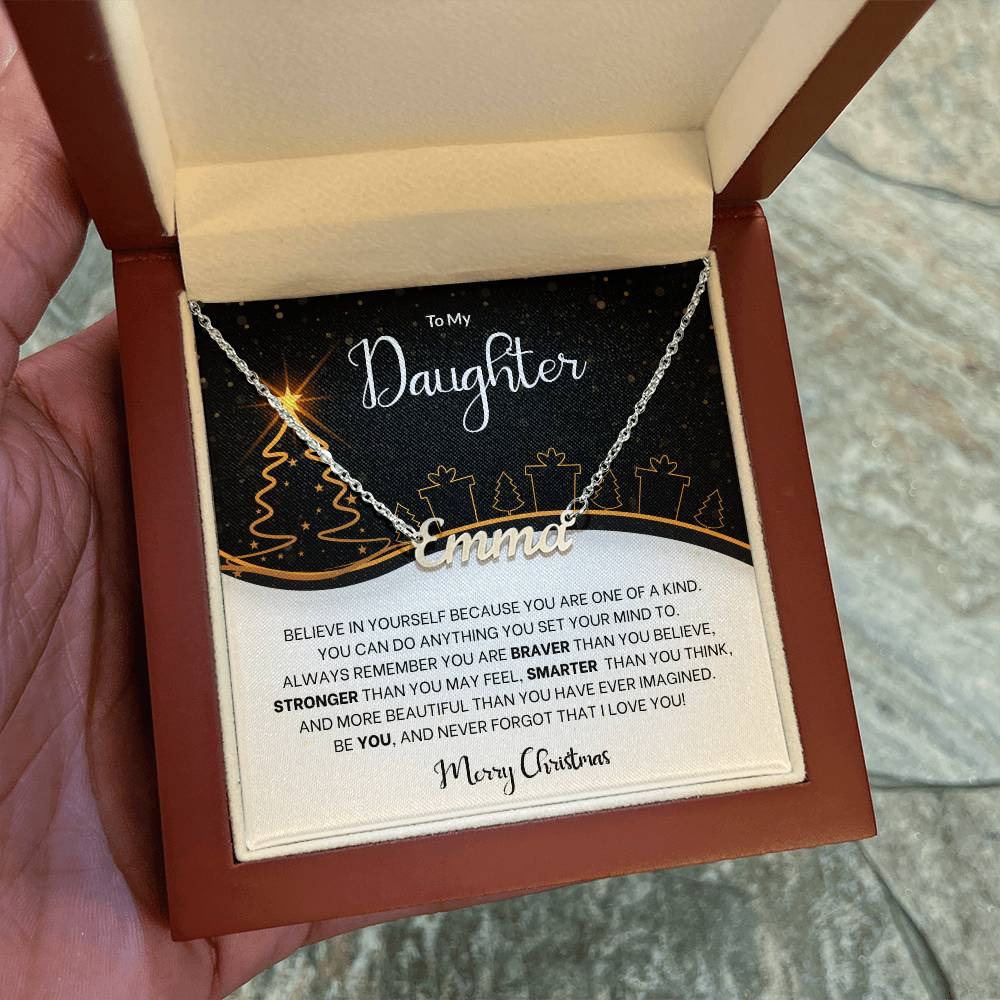 To My
Daughter
Emma
BELIEVE IN YOURSELF BECAUSE YOU ARE ONE OF A KIND.
YOU CAN DO ANYTHING YOU SET YOUR MIND TO.
ALWAYS REMEMBER YOU ARE BRAVER THAN YOU BELIEVE,
STRONGER THAN YOU MAY FEEL, SMARTER THAN YOU THINK,
AND MORE BEAUTIFUL THAN YOU HAVE EVER IMAGINED.
BE YOU, AND NEVER FORGOT THAT I LOVE YOU!
Merry Christmas